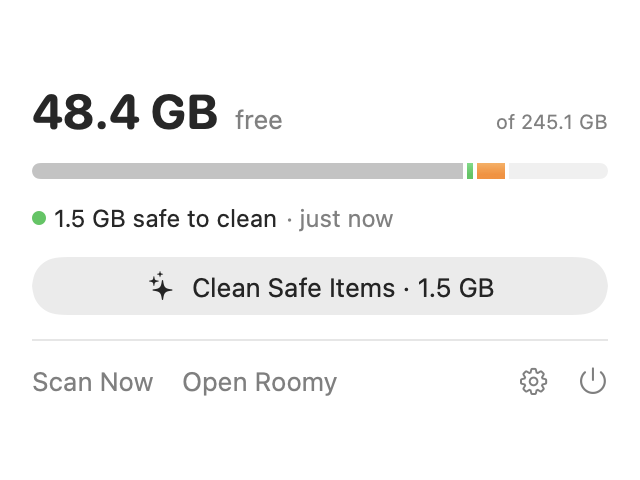 48.4 GB free of 245.1 GB
1.5 GB safe to clean · just now
Clean Safe Items · 1.5 GB
Scan Now Open Roomy